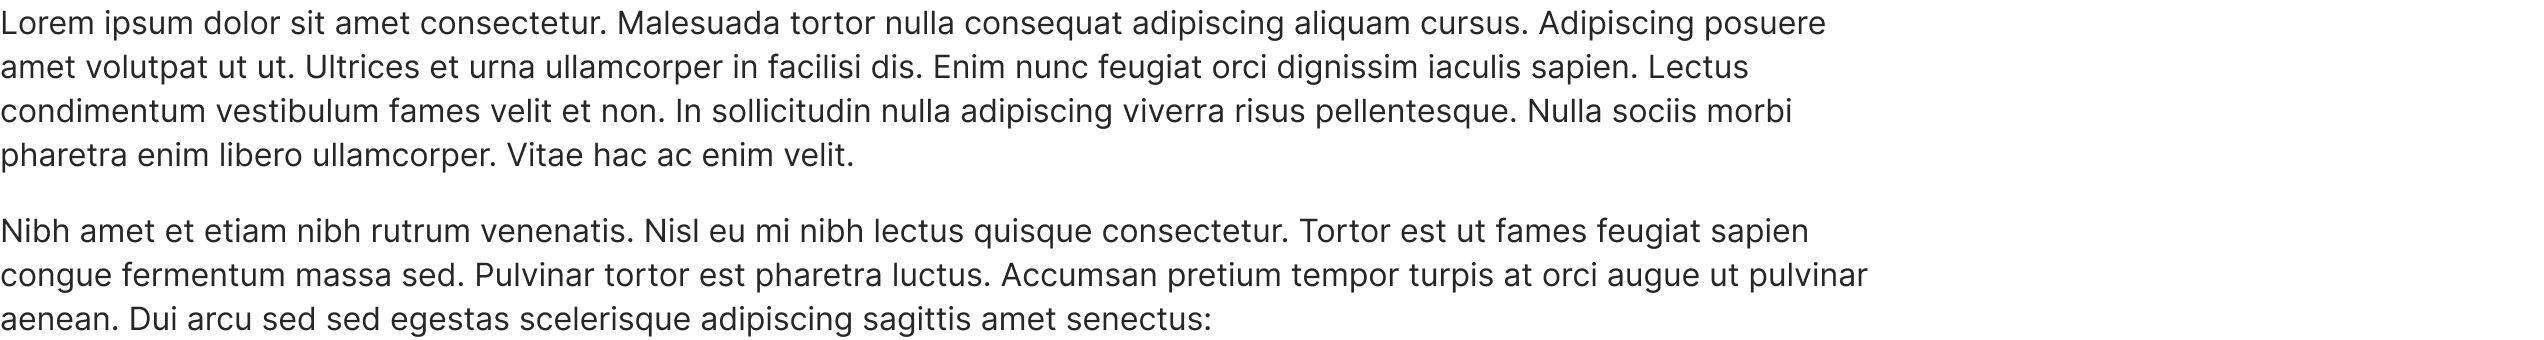 Lorem ipsum dolor sit amet consectetur. Malesuada tortor nulla consequat adipiscing aliquam cursus. Adipiscing posuere
amet volutpat ut ut. Ultrices et urna ullamcorper in facilisi dis. Enim nunc feugiat orci dignissim iaculis sapien. Lectus
condimentum vestibulum fames velit et non. In sollicitudin nulla adipiscing viverra risus pellentesque. Nulla sociis morbi
pharetra enim libero ullamcorper. Vitae hac ac enim velit.
Nibh amet et etiam nibh rutrum venenatis. Nisl eu mi nibh lectus quisque consectetur. Tortor est ut fames feugiat sapien
congue fermentum massa sed. Pulvinar tortor est pharetra luctus. Accumsan pretium tempor turpis at orci augue ut pulvinar
aenean. Dui arcu sed sed egestas scelerisque adipiscing sagittis amet senectus: